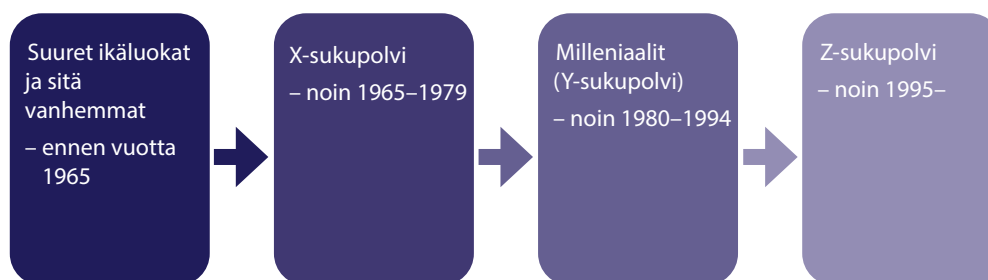 Suuret ikäluokat
ja sitä
vanhemmat
– ennen vuotta
1965
X-sukupolvi
– noin 1965–1979
Milleniaalit
(Y-sukupolvi)
– noin 1980–1994
Z-sukupolvi
– noin 1995–